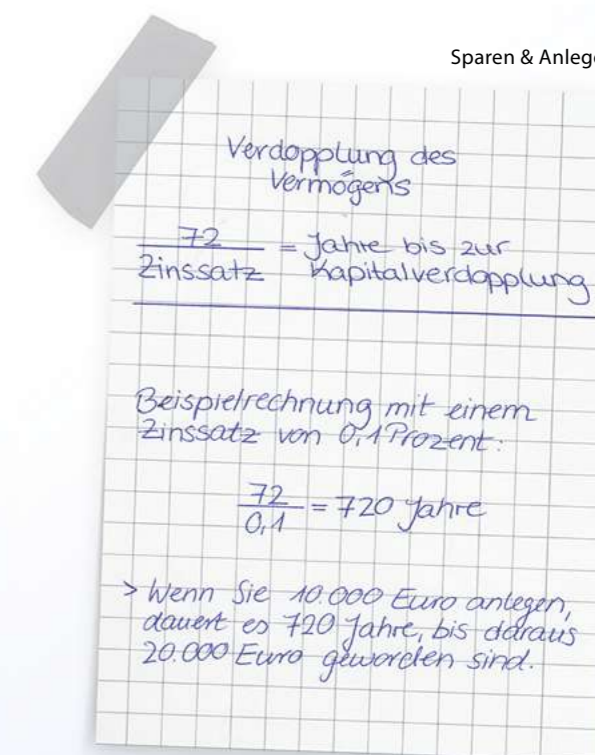 Sparen & Anlege
Verdopplung des
Vermögens
72
Zinssatz
= Jahre bis zur
Kapitalverdopplung
Beispielrechnung mit einem
Zinssatz von 0,1 Prozent:
72
0,1
= 720 Jahre
> Wenn Sie 10.000 Euro anlegen,
dauert es 720 Jahre, bis daraus
20.000 Euro geworden sind.